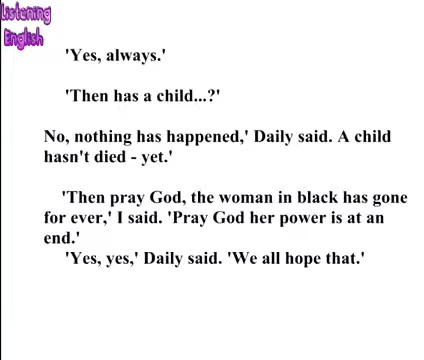 Listening
English
'Yes, always.'
'Then has a child...?'
No, nothing has happened,' Daily said. A child
hasn't died - yet.'
'Then pray God, the woman in black has gone
for ever,' I said. 'Pray God her power is at an
end.'
'Yes, yes,' Daily said. 'We all hope that.'